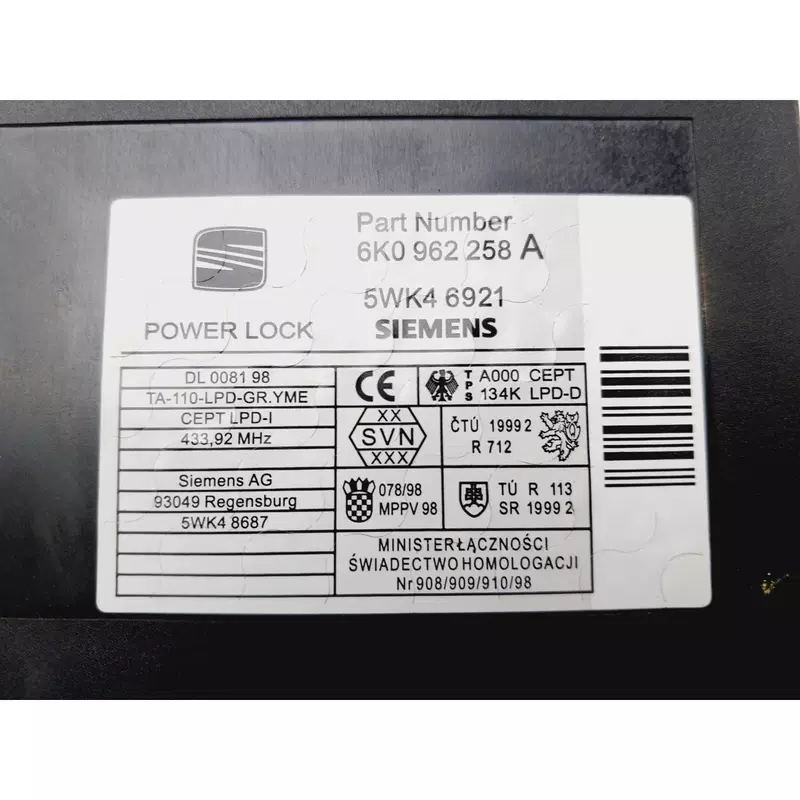 Part Number
6K0 962 258 A
5WK4 6921
POWER LOCK
SIEMENS
DL 0081 98
TA-110-LPD-GR.YME
CEPT LPD-I
433,92 MHz
Siemens AG
93049 Regensburg
5WK4 8687
CE
TPS
A000 CEPT
134K LPD-D
XX
SVN
XXX
ČTÚ 1999 2
R 712
078/98
MPPV 98
TÚ R 113
SR 1999 2
MINISTERŁĄCZNOŚCI
ŚWIADECTWO HOMOLOGACJI
Nr 908/909/910/98